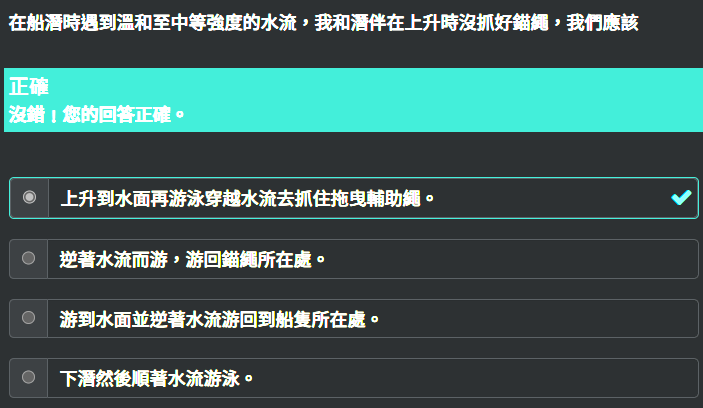 在船潛時遇到溫和至中等強度的水流，我和潛伴在上升時沒抓好錨繩，我們應該
正確
沒錯！您的回答正確。
上升到水面再游泳穿越水流去抓住拖曳輔助繩。
逆著水流而游，游回錨繩所在處。
游到水面並逆著水流游回到船隻所在處。
下潛然後順著水流游泳。